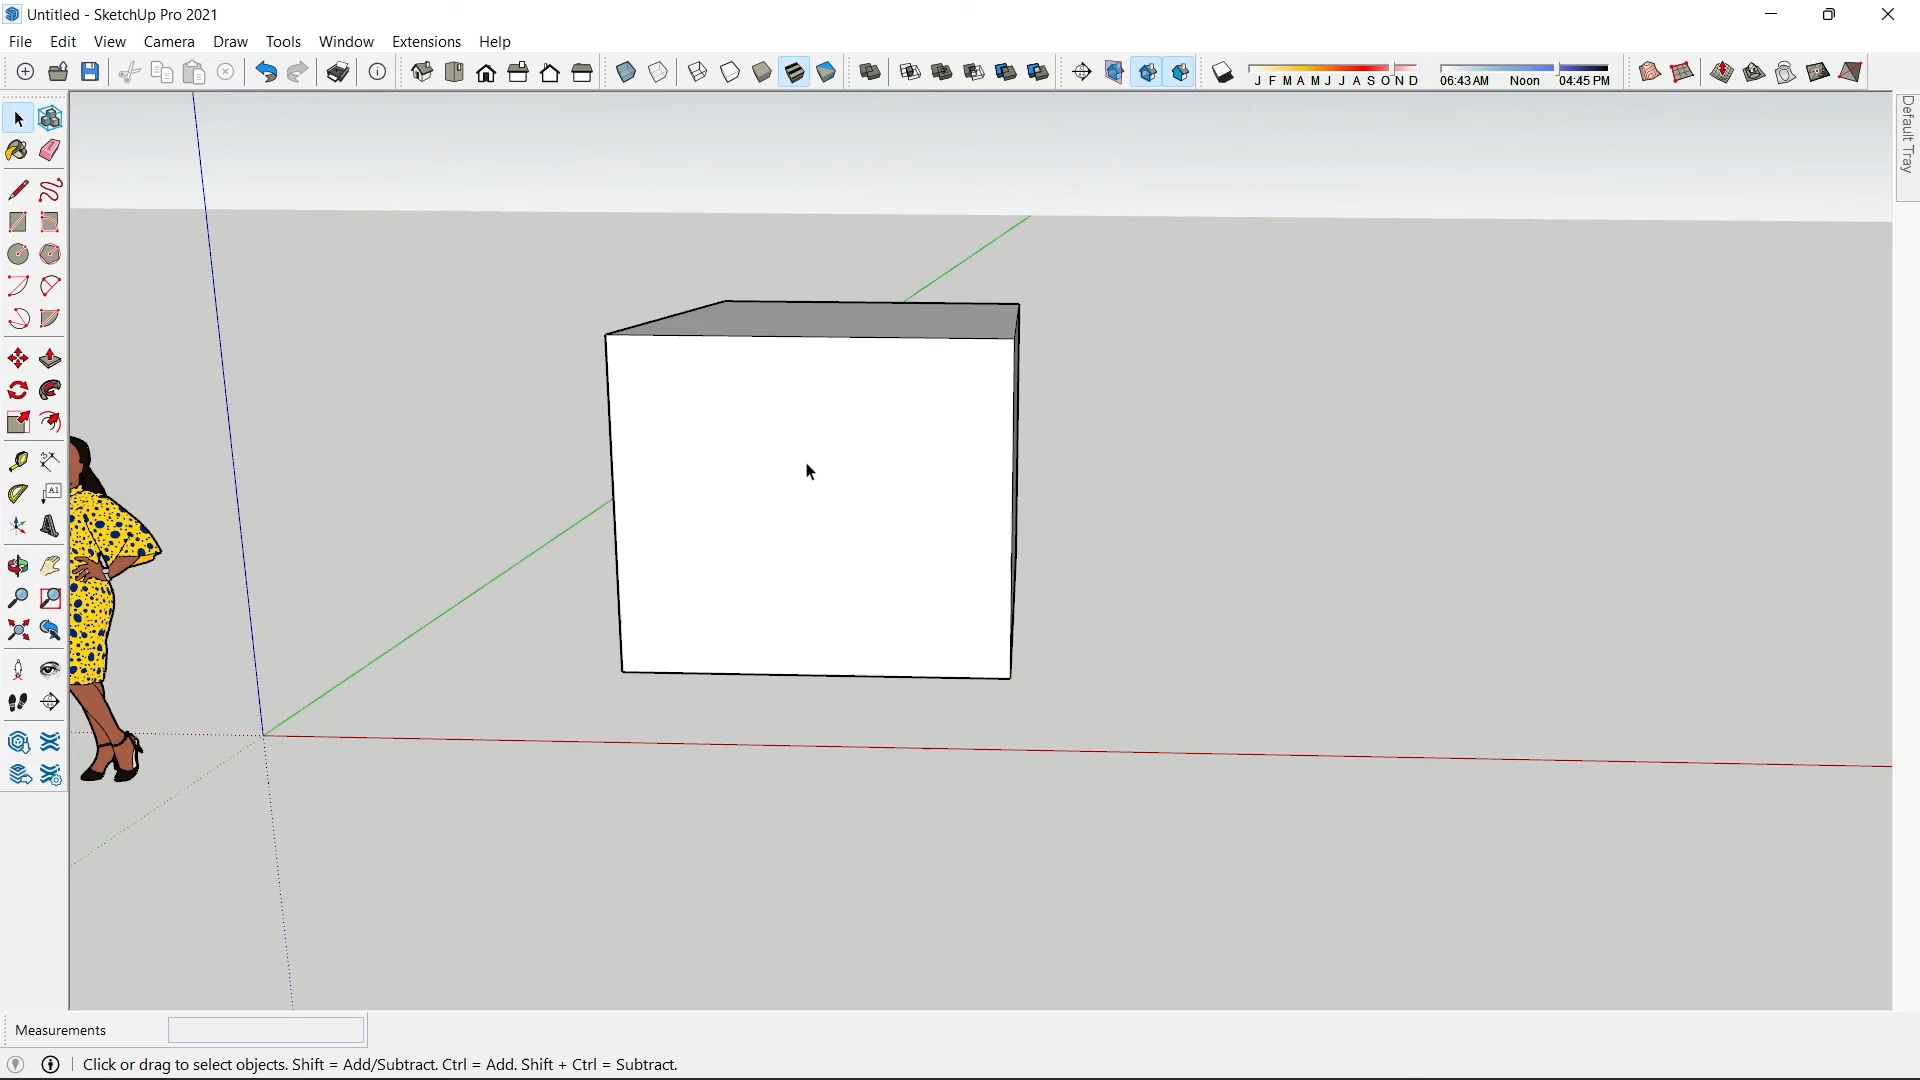 Untitled - SketchUp Pro 2021
File Edit View Camera Draw Tools Window Extensions Help
J F M A M J J A S O N D 06:43 AM Noon 04:45 PM
Default Tray
A1
Measurements
Click or drag to select objects. Shift = Add/Subtract. Ctrl = Add. Shift + Ctrl = Subtract.